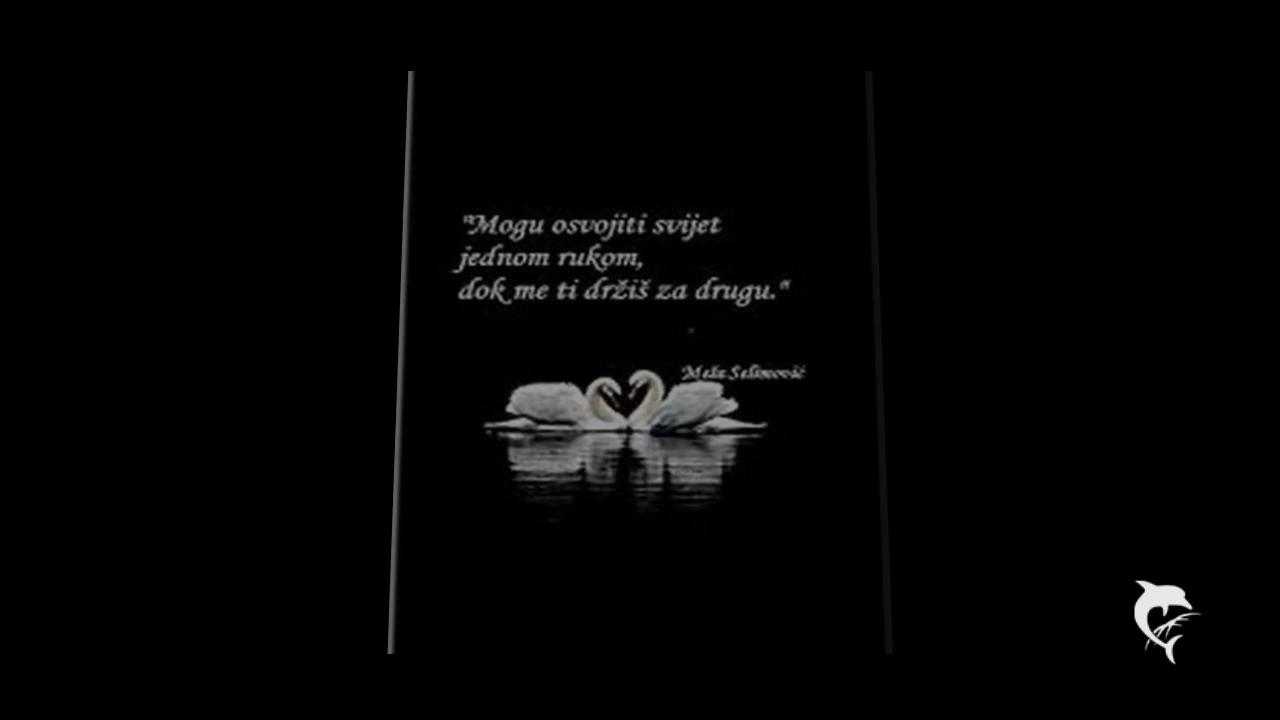 "Mogu osvojiti svijet
jednom rukom,
dok me ti držiš za drugu."
Meša Selimović